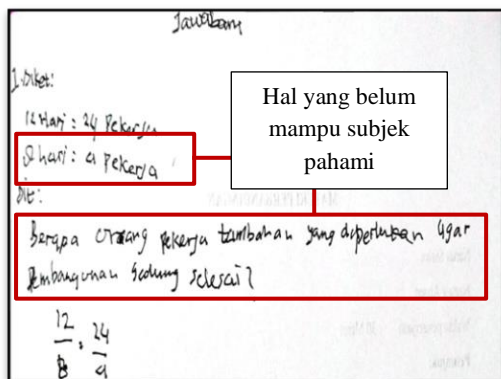 Jawaban
1. Diket:
12 Hari : 24 Pekerja
8 hari : a Pekerja
Hal yang belum
mampu subjek
pahami
Dit:
Berapa orang pekerja tambahan yang diperlukan agar
Pembangunan Gedung selesai?
12 24
8 : a